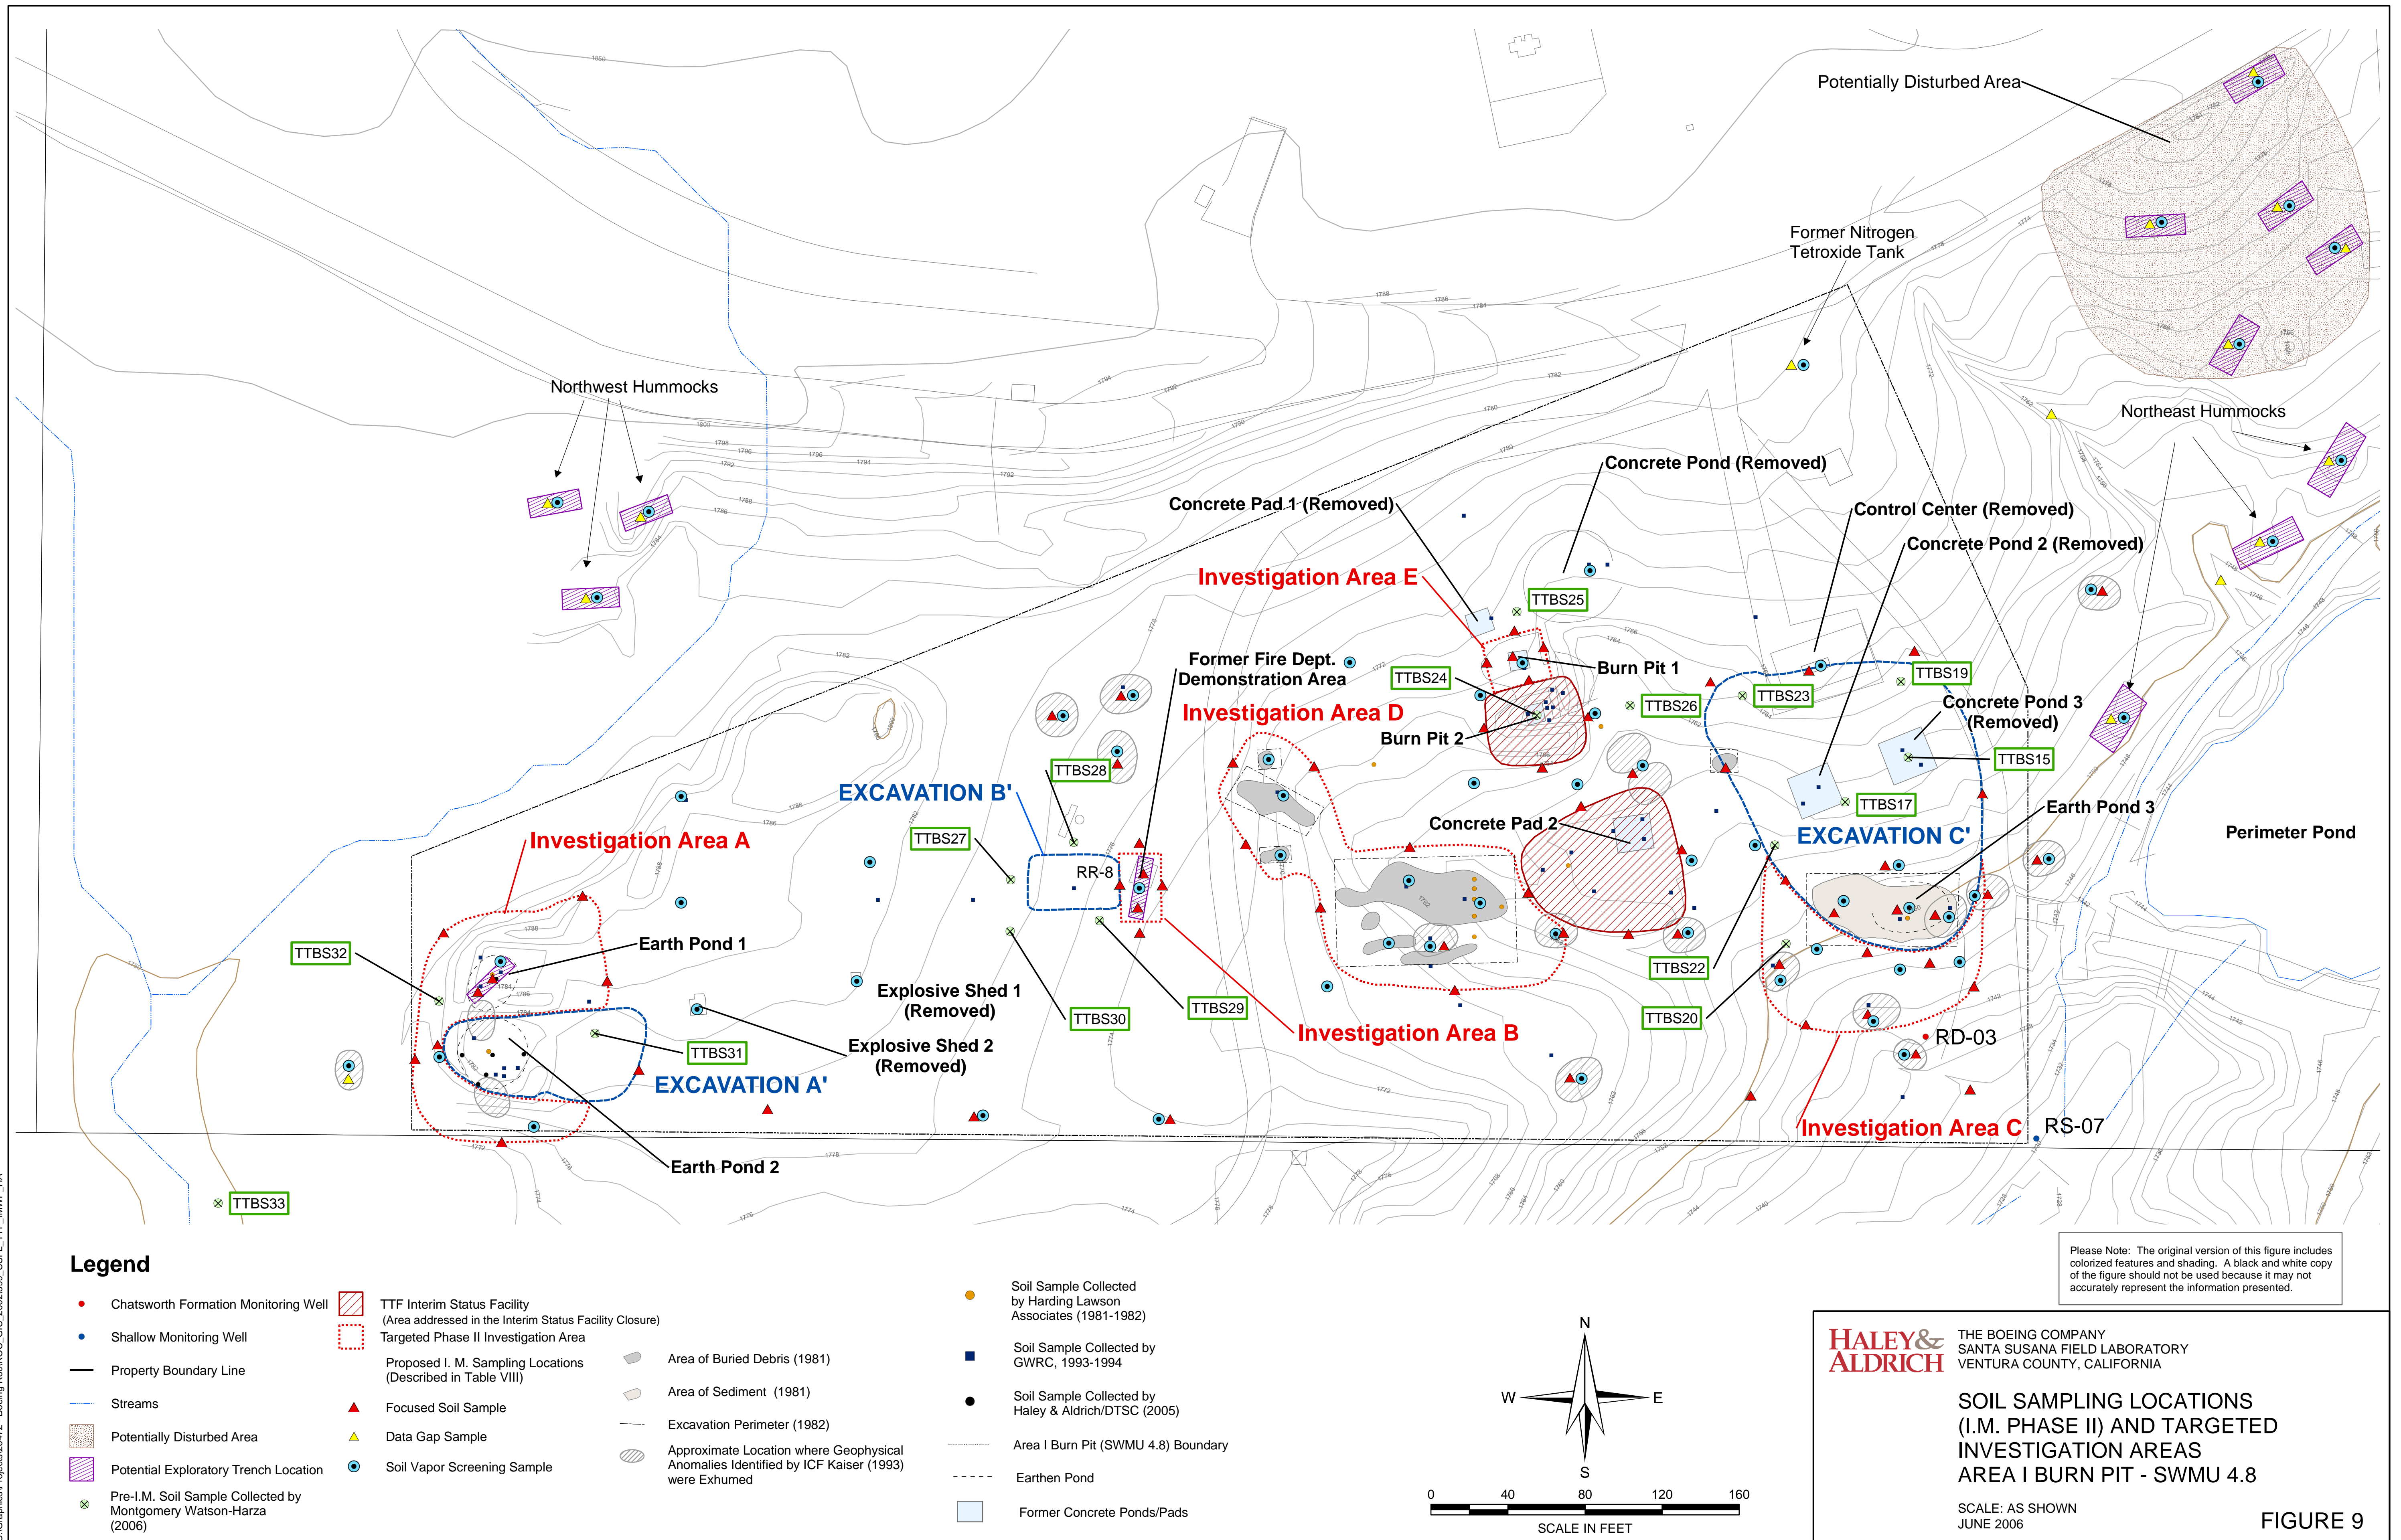 Potentially Disturbed Area
Former Nitrogen
Tetroxide Tank
Northwest Hummocks
Northeast Hummocks
Concrete Pond (Removed)
Concrete Pad 1 (Removed)
Control Center (Removed)
Concrete Pond 2 (Removed)
Investigation Area E
TTBS25
Former Fire Dept.
Demonstration Area
TTBS24
Burn Pit 1
TTBS26
TTBS23
TTBS19
Concrete Pond 3
(Removed)
Investigation Area D
Burn Pit 2
TTBS28
TTBS15
EXCAVATION B'
TTBS17
Earth Pond 3
Concrete Pad 2
EXCAVATION C'
Perimeter Pond
Investigation Area A
TTBS27
RR-8
TTBS32
Earth Pond 1
TTBS22
Explosive Shed 1
(Removed)
TTBS30
TTBS29
TTBS20
Investigation Area B
RD-03
TTBS31
Explosive Shed 2
(Removed)
EXCAVATION A'
Investigation Area C
RS-07
Earth Pond 2
TTBS33
Legend
Chatsworth Formation Monitoring Well
Shallow Monitoring Well
Property Boundary Line
Streams
Potentially Disturbed Area
Potential Exploratory Trench Location
Pre-I.M. Soil Sample Collected by
Montgomery Watson-Harza
(2006)
TTF Interim Status Facility
(Area addressed in the Interim Status Facility Closure)
Targeted Phase II Investigation Area
Proposed I. M. Sampling Locations
(Described in Table VIII)
Focused Soil Sample
Data Gap Sample
Soil Vapor Screening Sample
Area of Buried Debris (1981)
Area of Sediment (1981)
Excavation Perimeter (1982)
Approximate Location where Geophysical
Anomalies Identified by ICF Kaiser (1993)
were Exhumed
Soil Sample Collected
by Harding Lawson
Associates (1981-1982)
Soil Sample Collected by
GWRC, 1993-1994
Soil Sample Collected by
Haley & Aldrich/DTSC (2005)
Area I Burn Pit (SWMU 4.8) Boundary
Earthen Pond
Former Concrete Ponds/Pads
N
W E
S
0 40 80 120 160
SCALE IN FEET
Please Note: The original version of this figure includes
colorized features and shading. A black and white copy
of the figure should not be used because it may not
accurately represent the information presented.
HALEY&
ALDRICH
THE BOEING COMPANY
SANTA SUSANA FIELD LABORATORY
VENTURA COUNTY, CALIFORNIA
SOIL SAMPLING LOCATIONS
(I.M. PHASE II) AND TARGETED
INVESTIGATION AREAS
AREA I BURN PIT - SWMU 4.8
SCALE: AS SHOWN
JUNE 2006
FIGURE 9